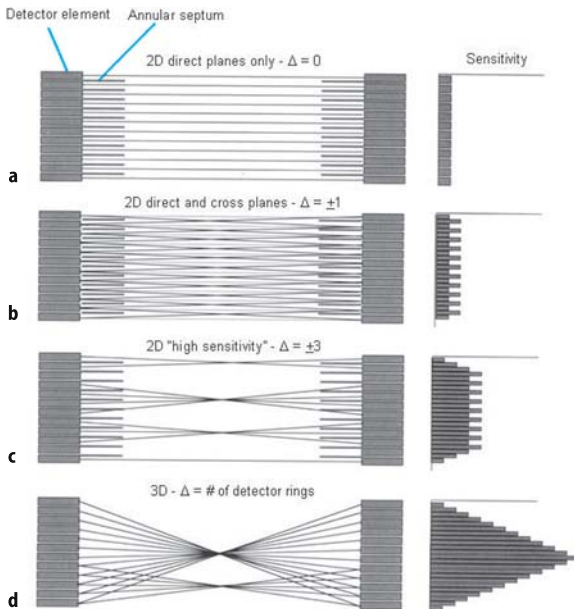 Detector element
Annular septum
2D direct planes only - Δ = 0
Sensitivity
a
2D direct and cross planes - Δ = ±1
b
2D "high sensitivity" - Δ = ±3
c
3D - Δ = # of detector rings
d